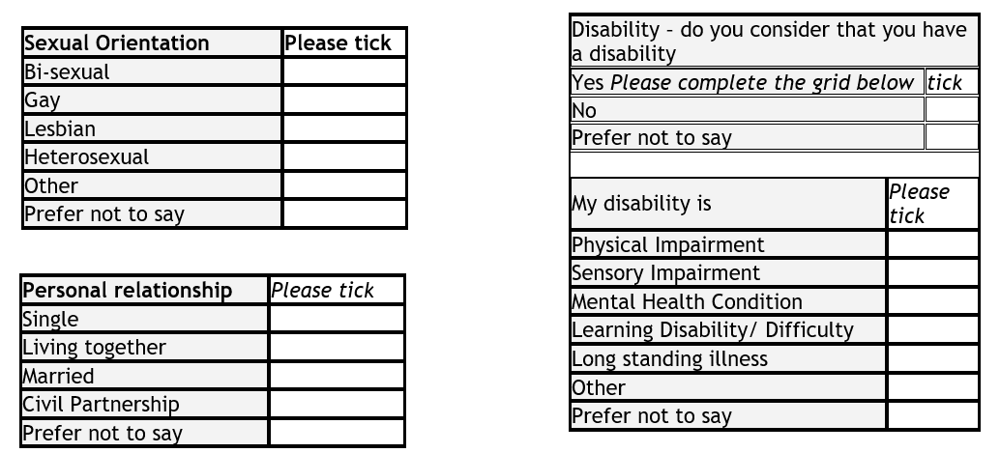 Sexual Orientation Please tick
Bi-sexual
Gay
Lesbian
Heterosexual
Other
Prefer not to say
Personal relationship Please tick
Single
Living together
Married
Civil Partnership
Prefer not to say
Disability - do you consider that you have
a disability
Yes Please complete the grid below tick
No
Prefer not to say
My disability is Please
tick
Physical Impairment
Sensory Impairment
Mental Health Condition
Learning Disability/ Difficulty
Long standing illness
Other
Prefer not to say